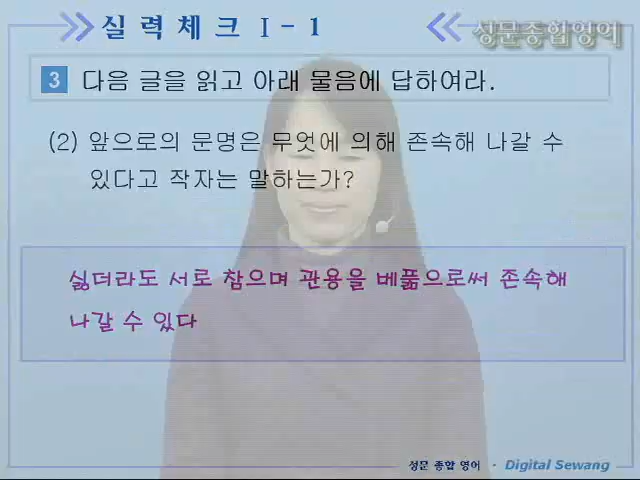 실력체크 I - 1
성문종합영어
3 다음 글을 읽고 아래 물음에 답하여라.
(2) 앞으로의 문명은 무엇에 의해 존속해 나갈 수
있다고 작자는 말하는가?
싫더라도 서로 참으며 관용을 베풂으로써 존속해
나갈 수 있다
성문 종합 영어 · Digital Sewang